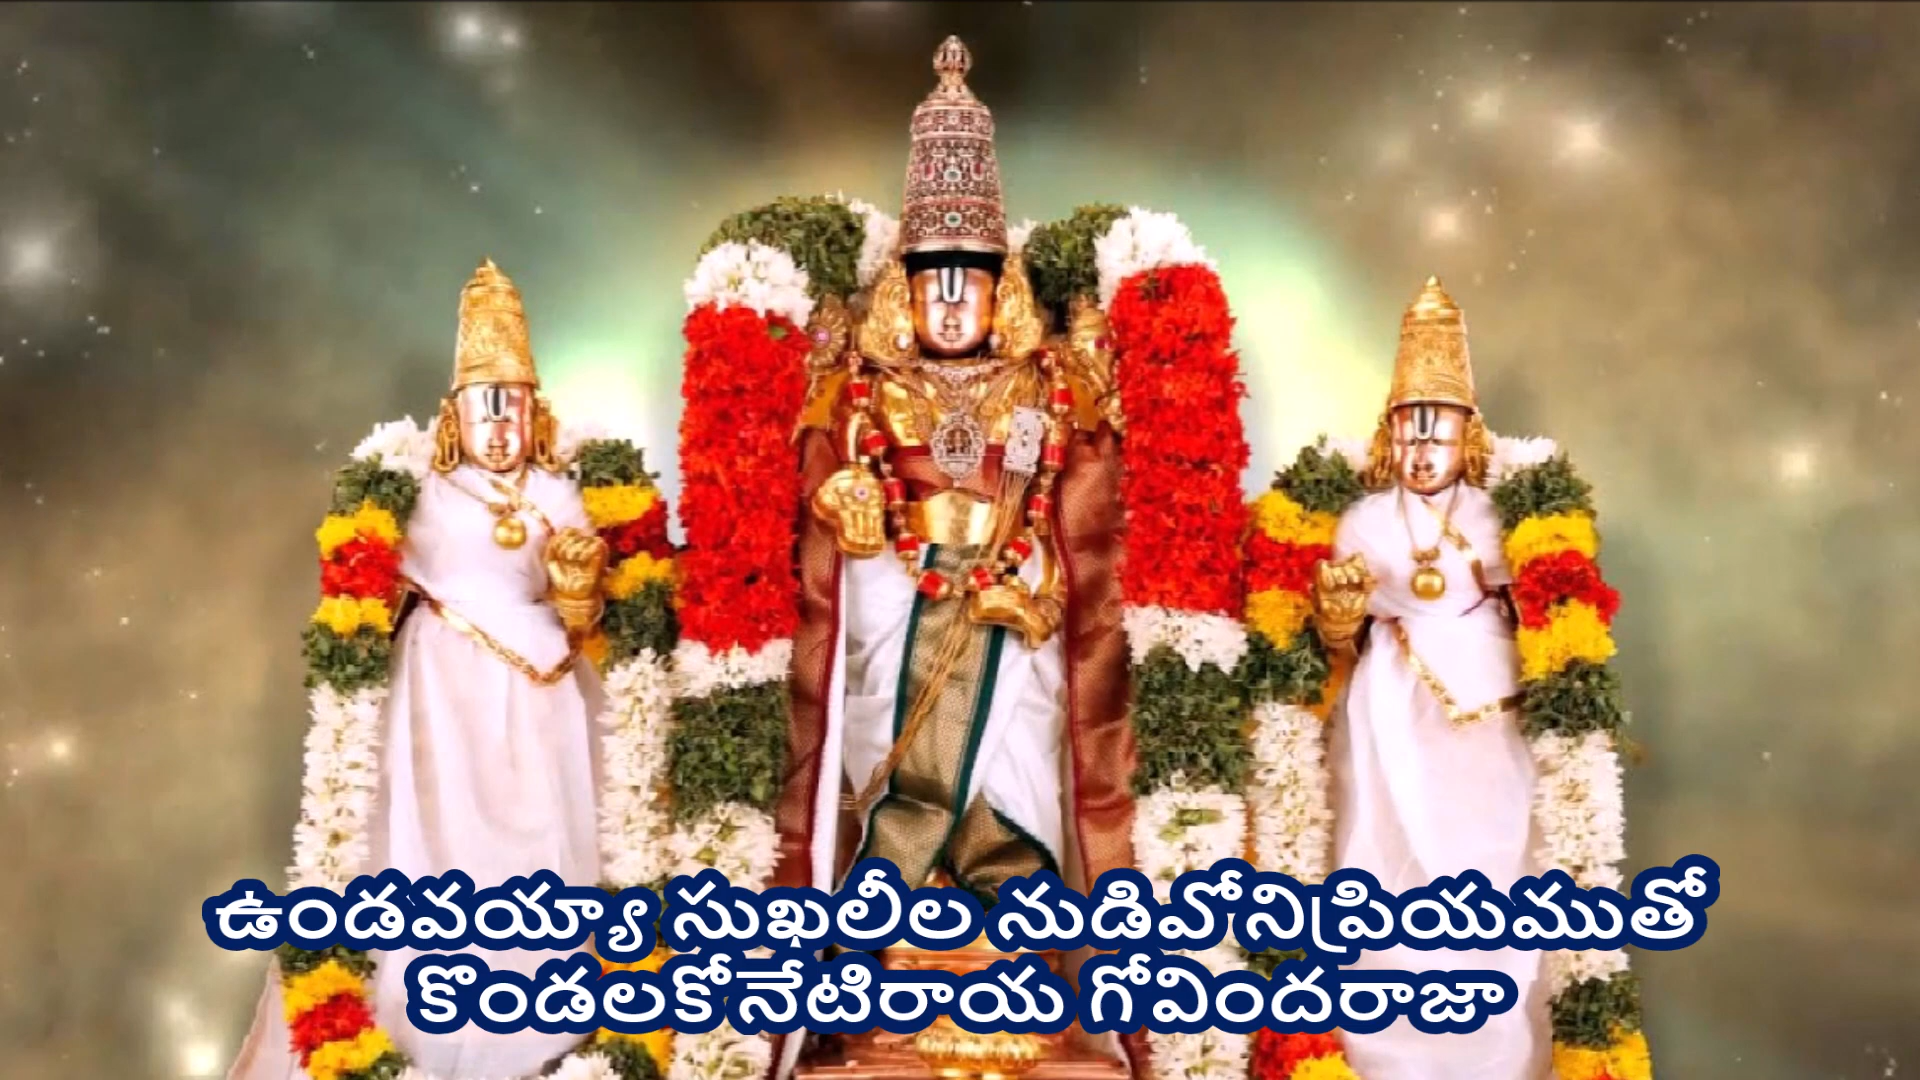 ఉండవయ్యా సుఖలీల నుడివోనిప్రియముతో
కొండలకోనేటిరాయ గోవిందరాజా